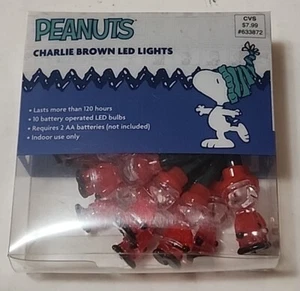 PEANUTS
CHARLIE BROWN LED LIGHTS
CVS
$7.99
#633872
• Lasts more than 120 hours
• 10 battery operated LED bulbs
• Requires 2 AA batteries (not included)
• Indoor use only